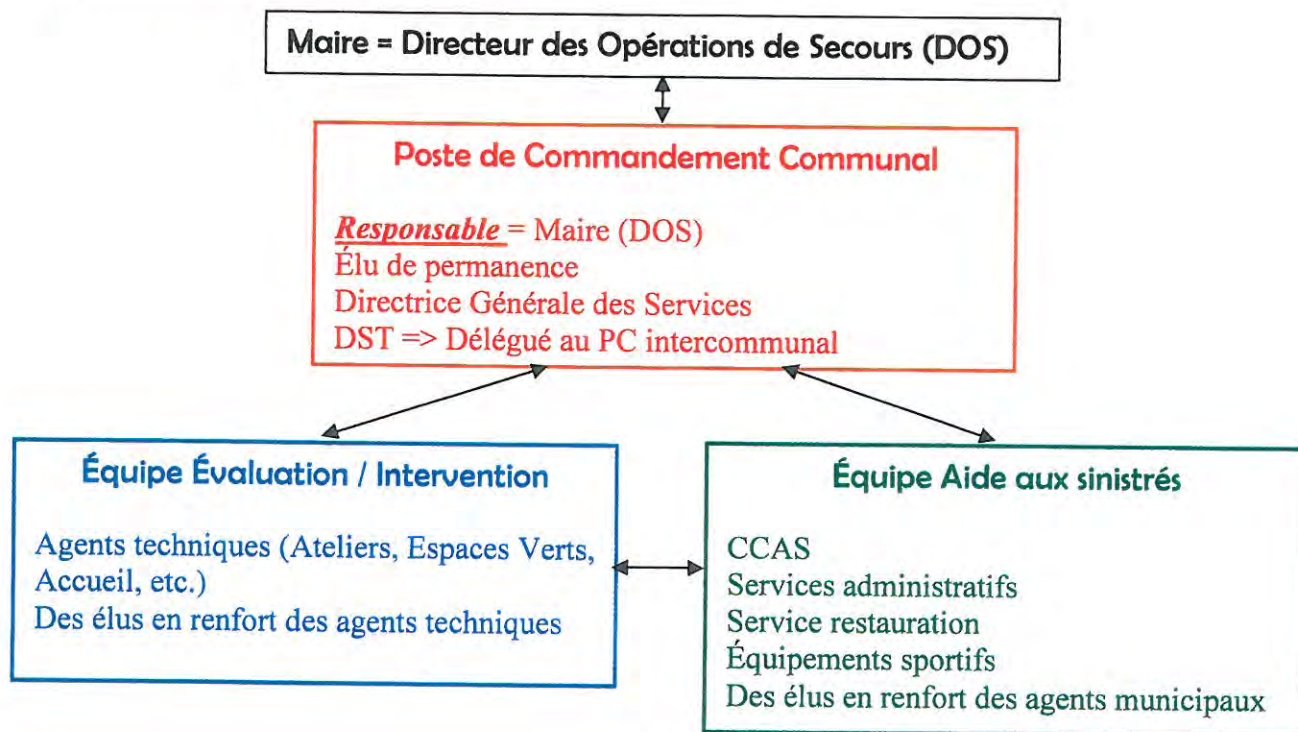 Maire = Directeur des Opérations de Secours (DOS)
Poste de Commandement Communal
Responsable = Maire (DOS)
Élu de permanence
Directrice Générale des Services
DST => Délégué au PC intercommunal
Équipe Évaluation / Intervention
Agents techniques (Ateliers, Espaces Verts,
Accueil, etc.)
Des élus en renfort des agents techniques
Équipe Aide aux sinistrés
CCAS
Services administratifs
Service restauration
Équipements sportifs
Des élus en renfort des agents municipaux